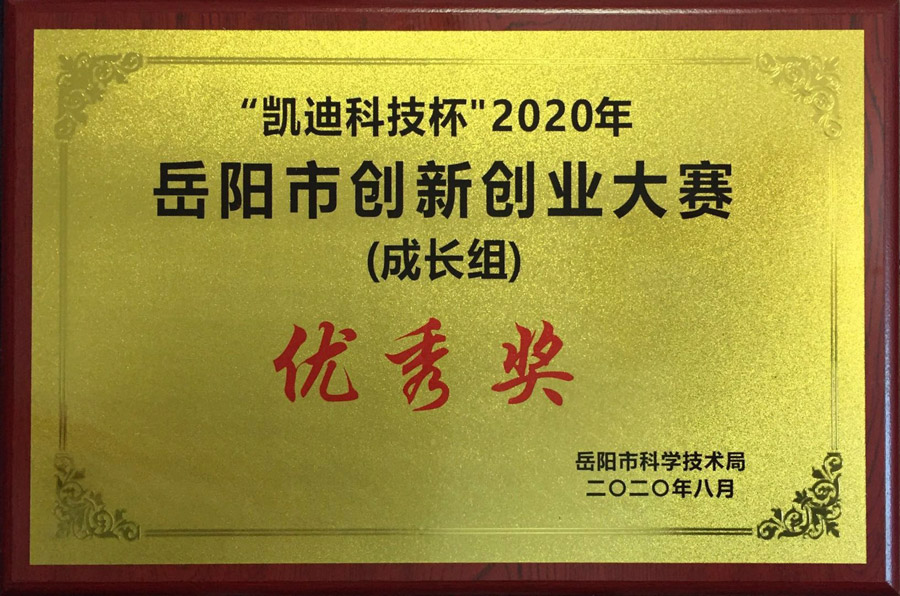 “凯迪科技杯"2020年
岳阳市创新创业大赛
(成长组)
优秀奖
岳阳市科学技术局
二〇二〇年八月